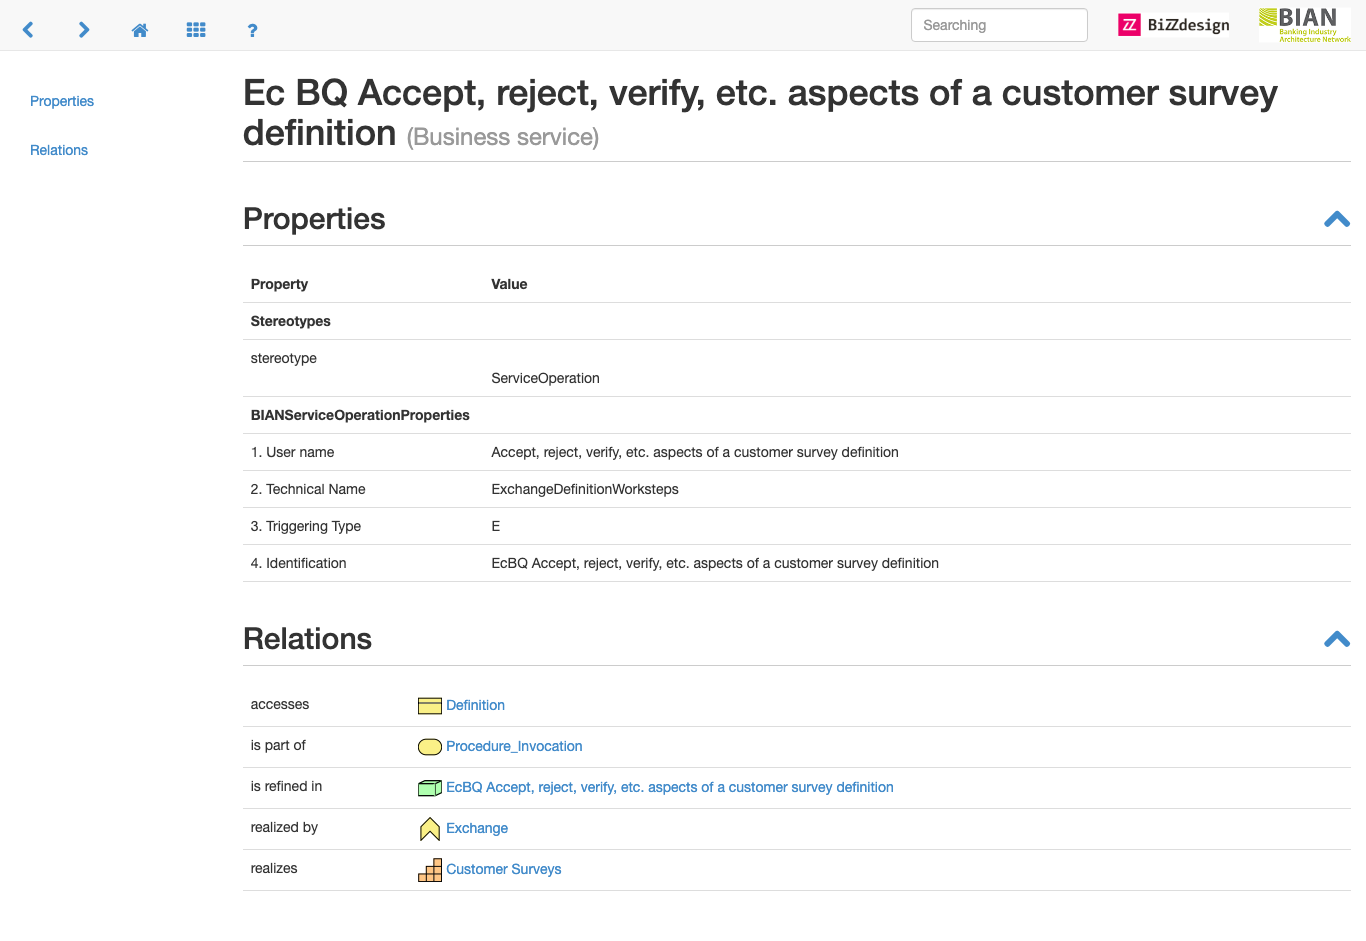 ?
Searching
BiZZdesign
BIAN
Banking Industry
Architecture Network
Properties
Relations
Ec BQ Accept, reject, verify, etc. aspects of a customer survey
definition (Business service)
Properties
Property Value
Stereotypes
stereotype
ServiceOperation
BIANServiceOperationProperties
1. User name Accept, reject, verify, etc. aspects of a customer survey definition
2. Technical Name ExchangeDefinitionWorksteps
3. Triggering Type E
4. Identification EcBQ Accept, reject, verify, etc. aspects of a customer survey definition
Relations
accesses Definition
is part of Procedure_Invocation
is refined in EcBQ Accept, reject, verify, etc. aspects of a customer survey definition
realized by Exchange
realizes Customer Surveys